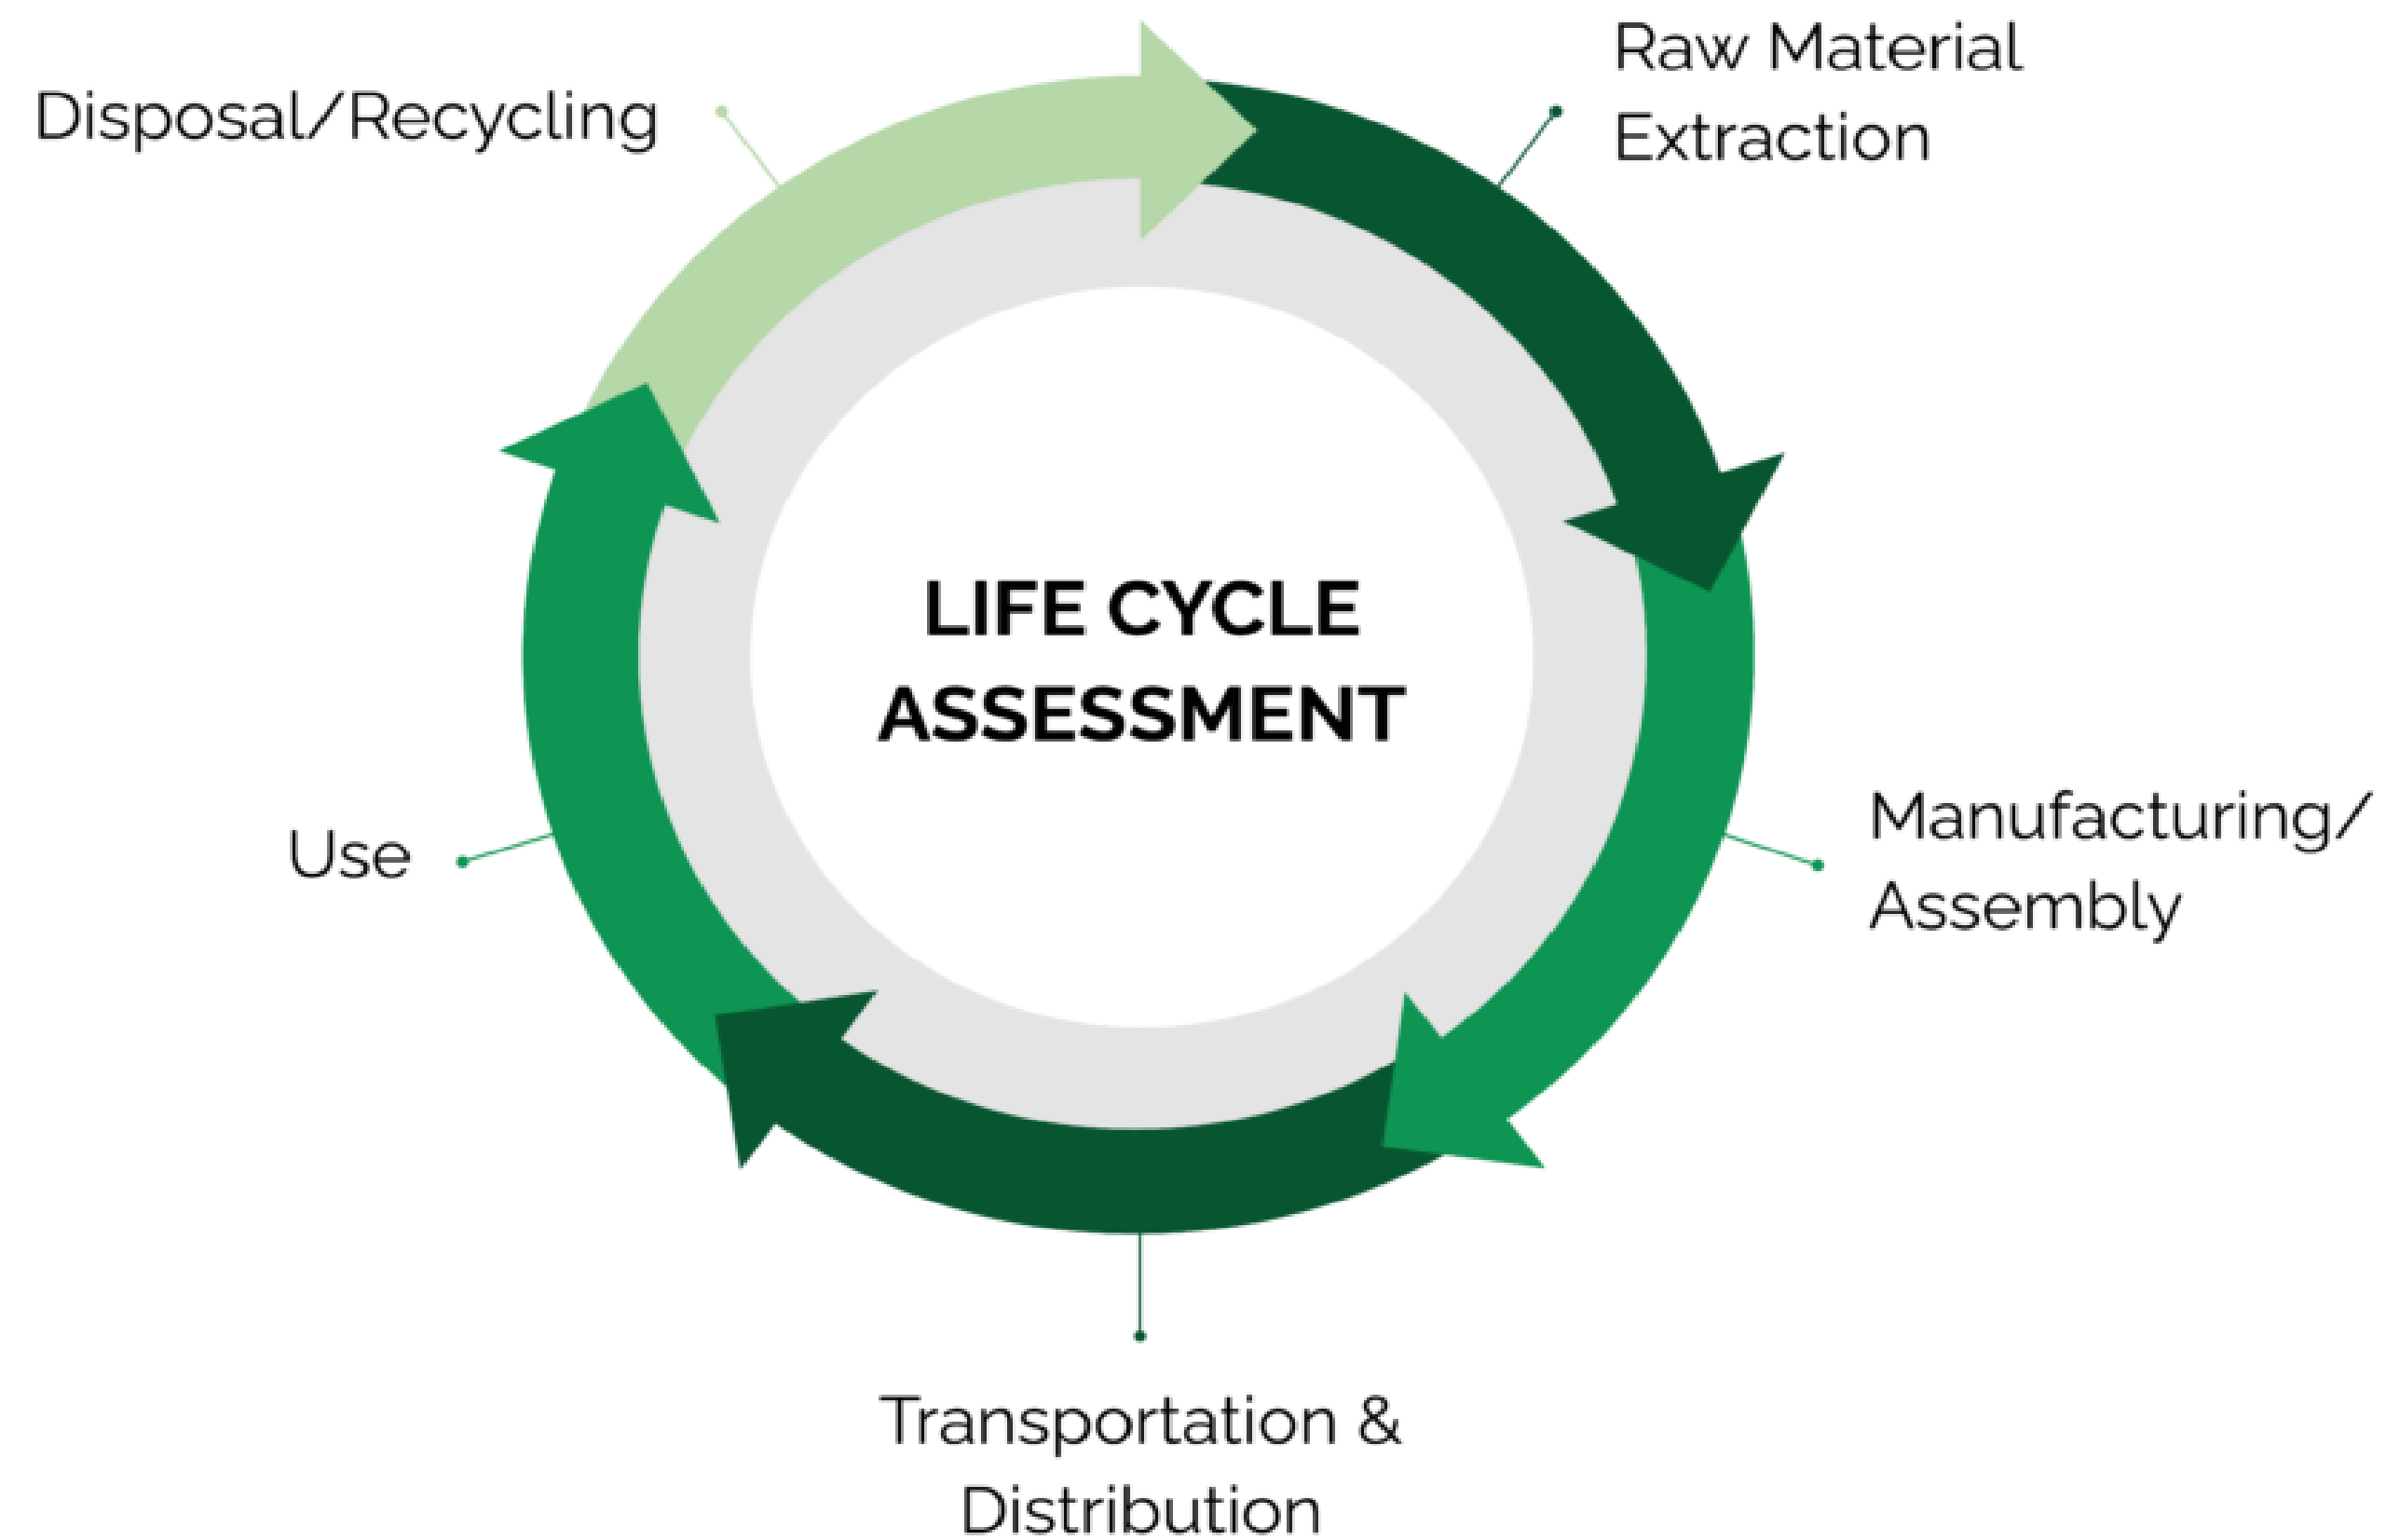 Disposal/Recycling
Raw Material
Extraction
LIFE CYCLE
ASSESSMENT
Use
Manufacturing/
Assembly
Transportation &
Distribution